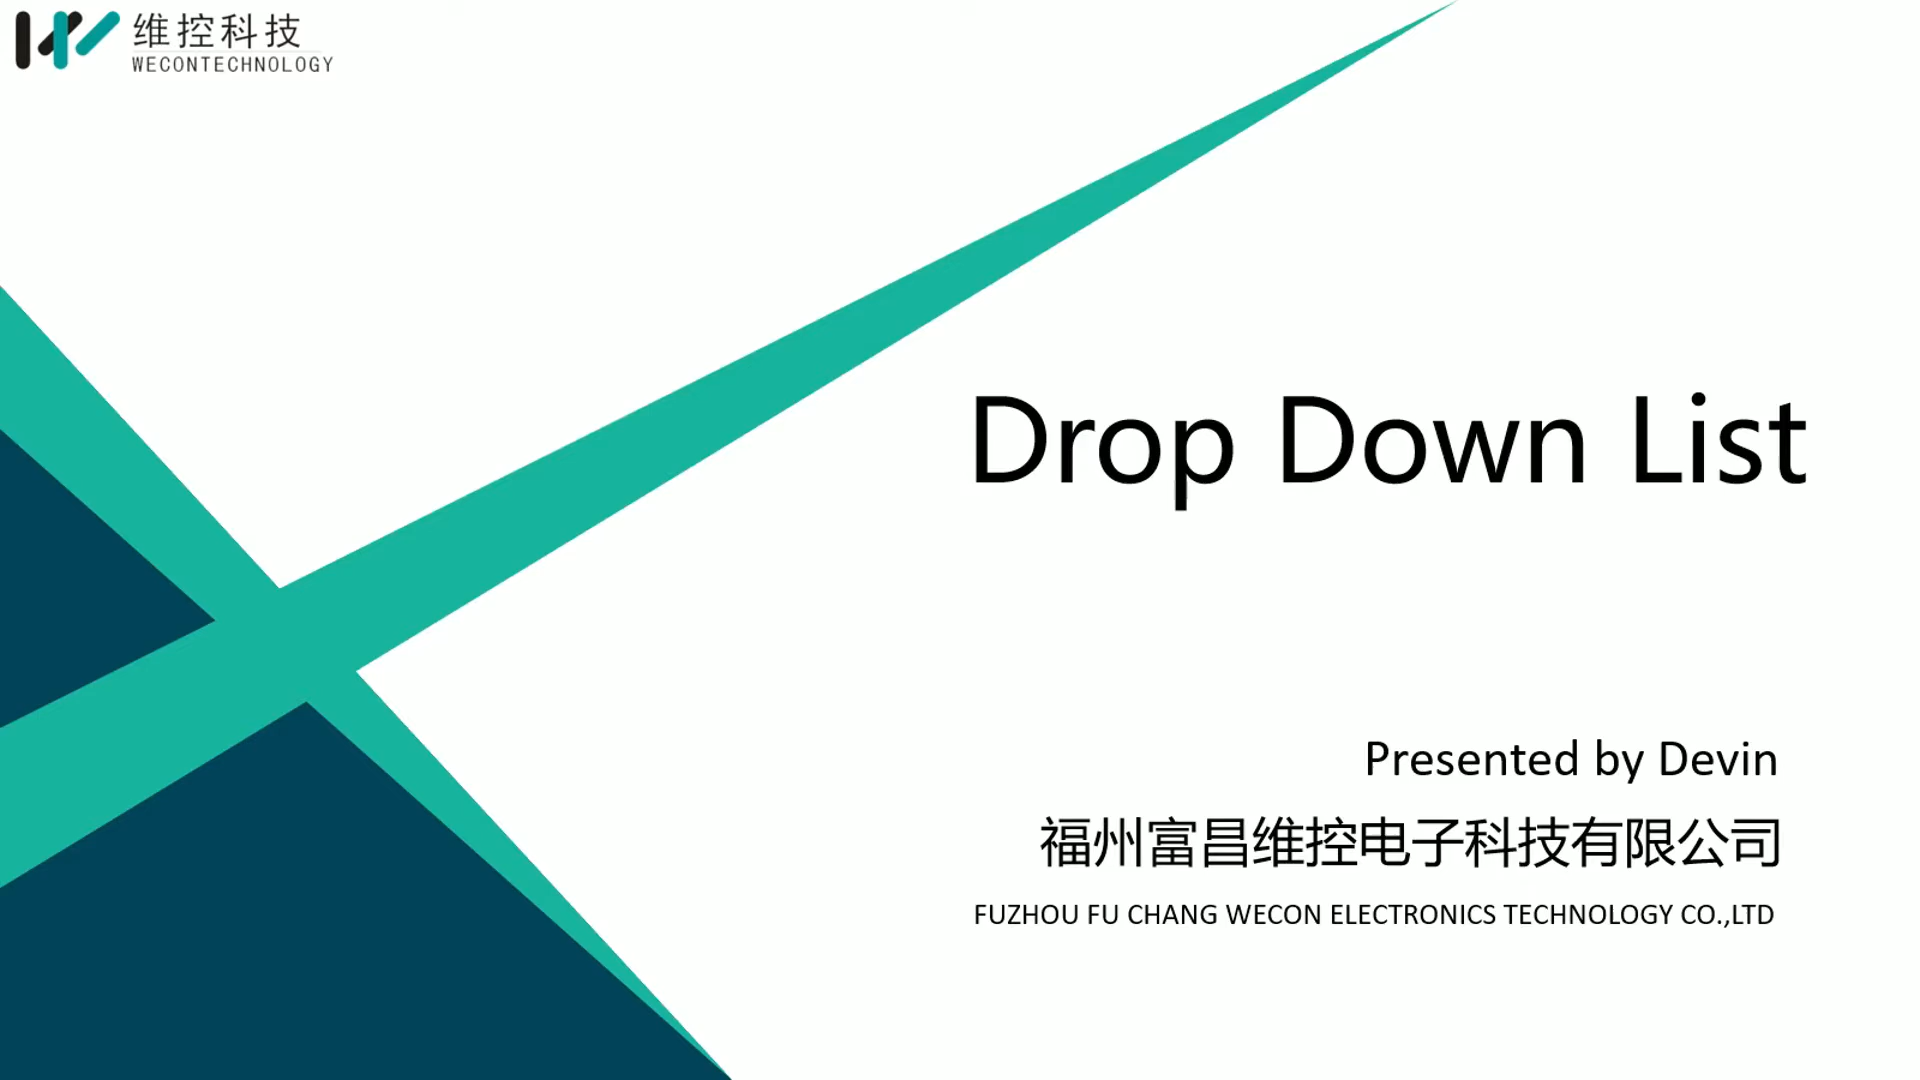 维控科技
WECONTECHNOLOGY
Drop Down List
Presented by Devin
福州富昌维控电子科技有限公司
FUZHOU FU CHANG WECON ELECTRONICS TECHNOLOGY CO.,LTD